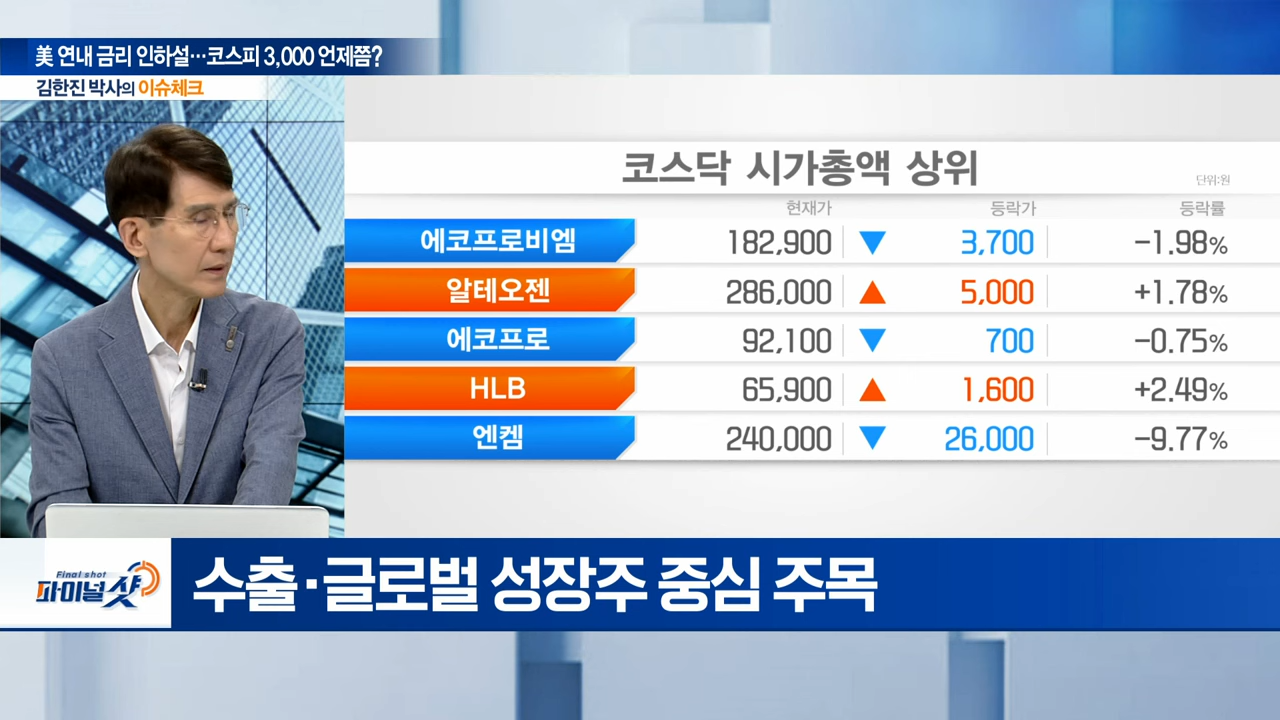 美 연내 금리 인하설…코스피 3,000 언제쯤?
김한진 박사의 이슈체크
코스닥 시가총액 상위
단위:원
현재가 등락가 등락률
에코프로비엠 182,900 ▼ 3,700 -1.98%
알테오젠 286,000 ▲ 5,000 +1.78%
에코프로 92,100 ▼ 700 -0.75%
HLB 65,900 ▲ 1,600 +2.49%
엔켐 240,000 ▼ 26,000 -9.77%
Final shot
파이널샷
수출·글로벌 성장주 중심 주목